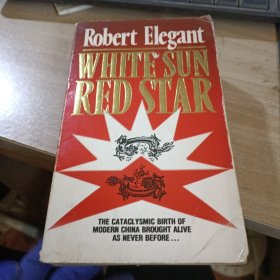 Robert Elegant
WHITE SUN
RED STAR
THE CATACLYSMIC BIRTH OF
MODERN CHINA BROUGHT ALIVE
AS NEVER BEFORE...